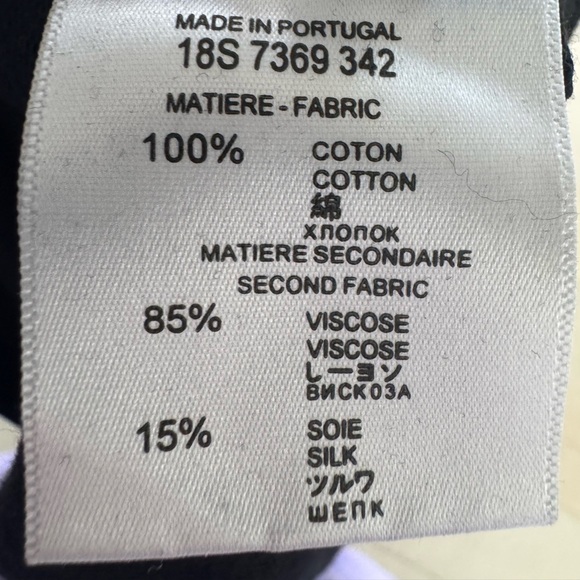 MADE IN PORTUGAL
18S 7369 342
MATIERE - FABRIC
100% COTON
COTTON
綿
хлопок
MATIERE SECONDAIRE
SECOND FABRIC
85% VISCOSE
VISCOSE
レーヨン
ВИСКОЗА
15% SOIE
SILK
ツルワ
шелк